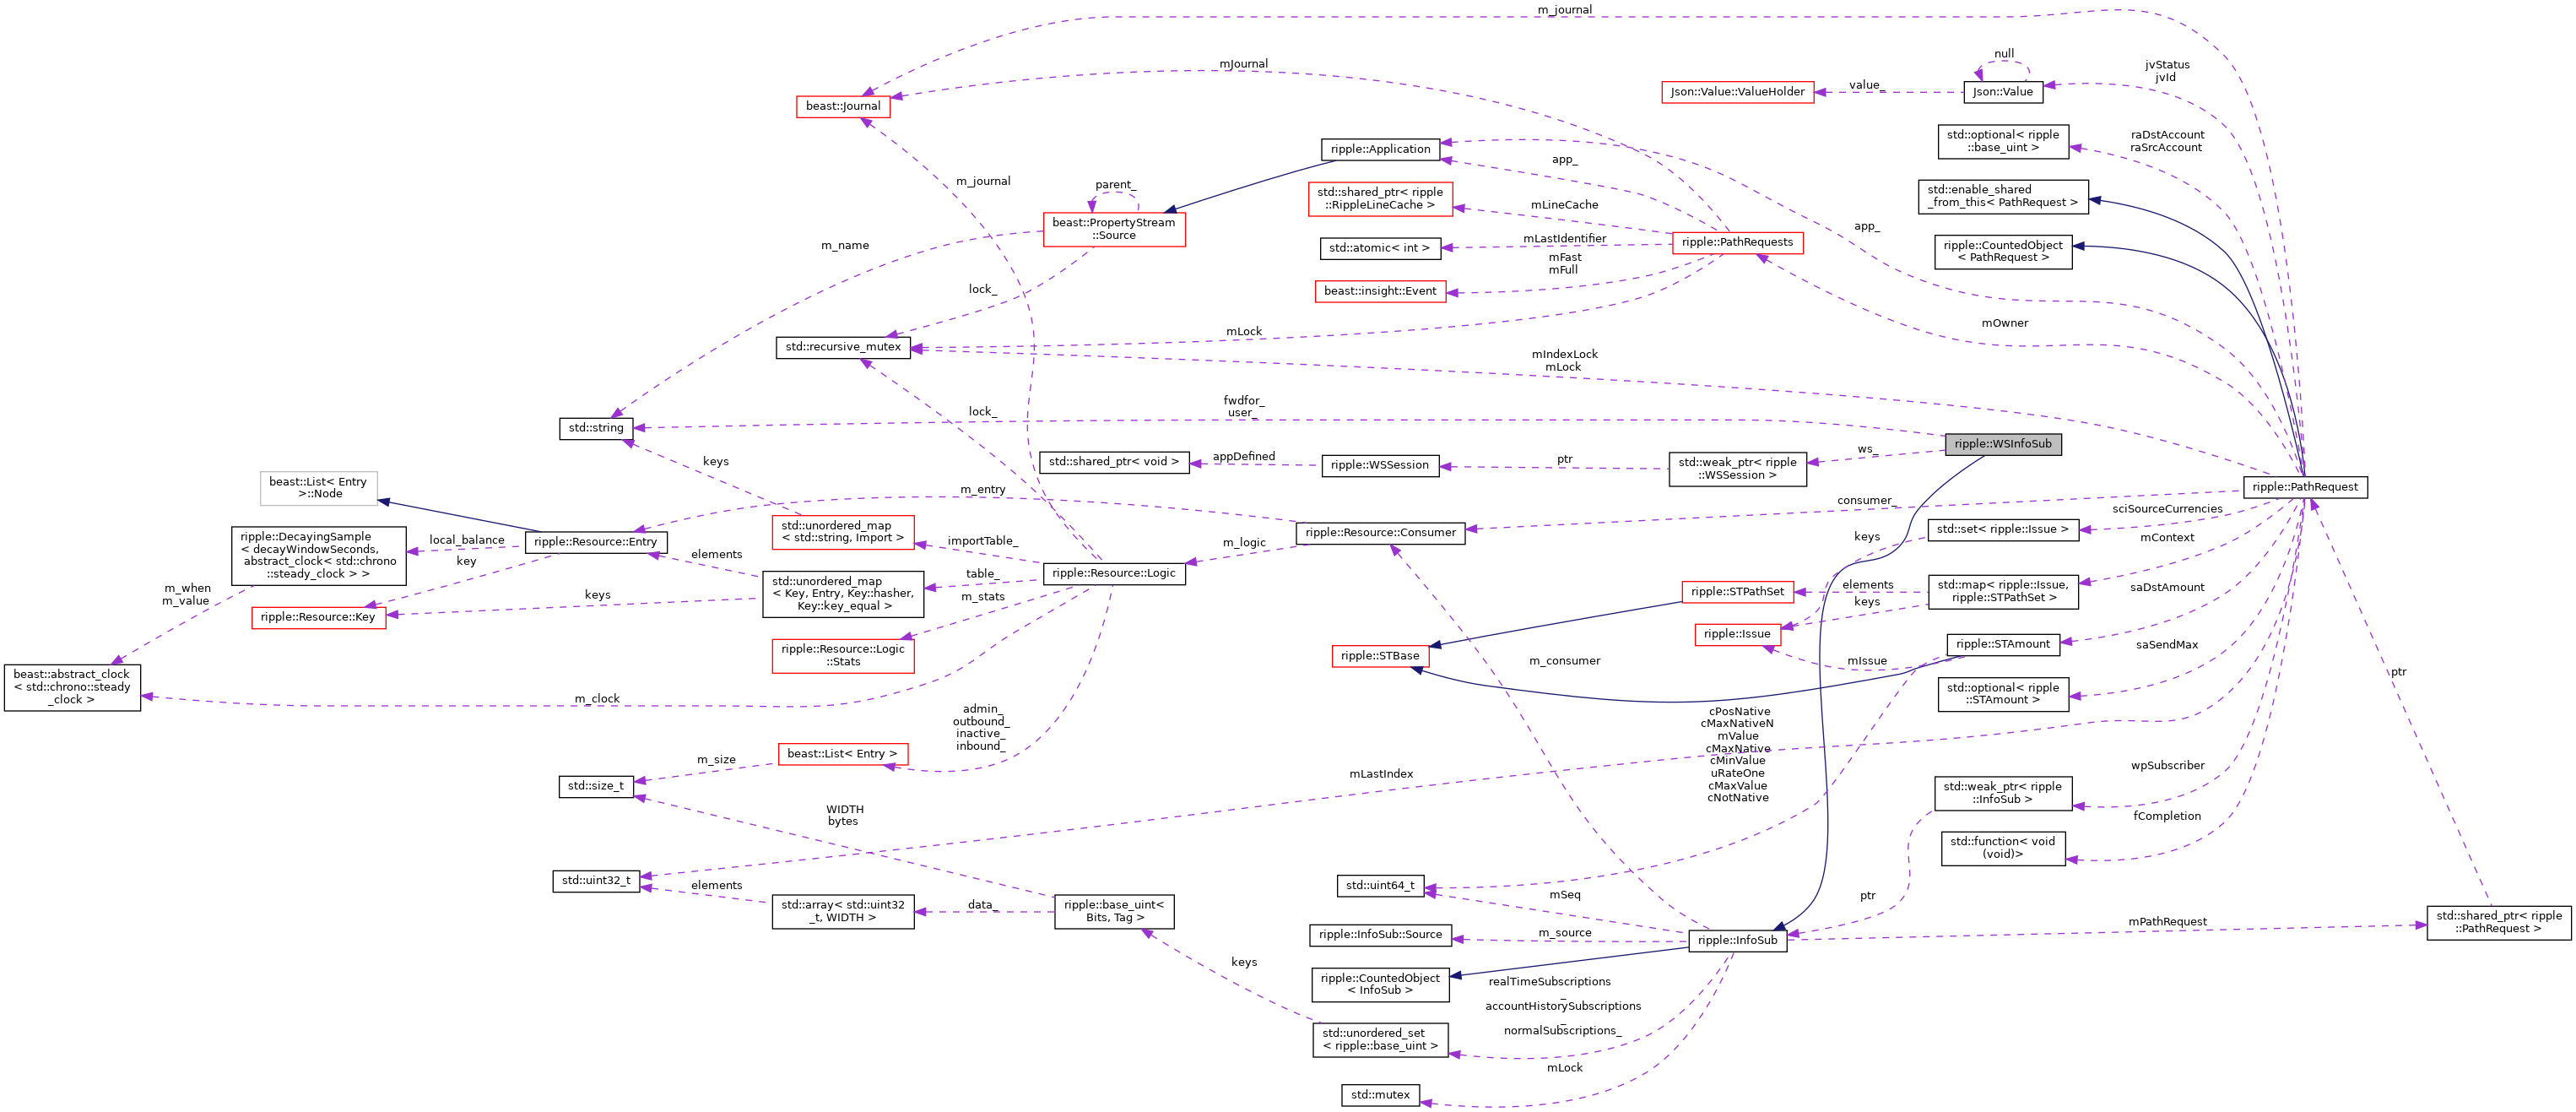 m_journal
mJournal
null
jvStatus
jvId
beast::Journal
Json::Value::ValueHolder
value_
Json::Value
ripple::Application
app_
std::optional< ripple
::base_uint >
raDstAccount
raSrcAccount
m_journal
parent_
std::shared_ptr< ripple
::RippleLineCache >
mLineCache
std::enable_shared
_from_this< PathRequest >
beast::PropertyStream
::Source
m_name
std::atomic< int >
mLastIdentifier
ripple::PathRequests
app_
ripple::CountedObject
< PathRequest >
mFast
mFull
beast::insight::Event
lock_
mLock
mOwner
std::recursive_mutex
mIndexLock
mLock
std::string
lock_
fwdfor_
user_
ripple::WSInfoSub
keys
std::shared_ptr< void >
appDefined
ripple::WSSession
ptr
std::weak_ptr< ripple
::WSSession >
ws_
beast::List< Entry
>::Node
m_entry
consumer_
ripple::PathRequest
std::unordered_map
< std::string, Import >
importTable_
ripple::Resource::Consumer
m_logic
keys
std::set< ripple::Issue >
sciSourceCurrencies
ripple::DecayingSample
< decayWindowSeconds,
abstract_clock< std::chrono
::steady_clock > >
local_balance
key
ripple::Resource::Entry
elements
std::unordered_map
< Key, Entry, Key::hasher,
Key::key_equal >
table_
m_stats
ripple::Resource::Logic
mContext
m_when
m_value
ripple::Resource::Key
keys
ripple::STPathSet
elements
keys
std::map< ripple::Issue,
ripple::STPathSet >
saDstAmount
ripple::Issue
ripple::Resource::Logic
::Stats
ripple::STBase
m_consumer
mIssue
ripple::STAmount
saSendMax
ptr
beast::abstract_clock
< std::chrono::steady
_clock >
m_clock
std::optional< ripple
::STAmount >
admin_
outbound_
inactive_
inbound_
cPosNative
cMaxNativeN
mValue
cMaxNative
cMinValue
uRateOne
cMaxValue
cNotNative
beast::List< Entry >
m_size
std::size_t
mLastIndex
wpSubscriber
std::weak_ptr< ripple
::InfoSub >
WIDTH
bytes
fCompletion
std::function< void
(void)>
std::uint32_t
elements
std::array< std::uint32
_t, WIDTH >
data_
ripple::base_uint<
Bits, Tag >
std::uint64_t
mSeq
ptr
ripple::InfoSub::Source
m_source
ripple::InfoSub
mPathRequest
std::shared_ptr< ripple
::PathRequest >
keys
ripple::CountedObject
< InfoSub >
realTimeSubscriptions
_
accountHistorySubscriptions
_
normalSubscriptions_
std::unordered_set
< ripple::base_uint >
mLock
std::mutex